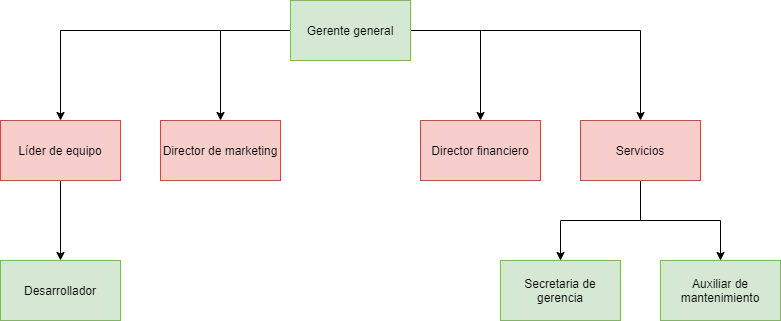 Gerente general
Líder de equipo
Director de marketing
Director financiero
Servicios
Desarrollador
Secretaria de
gerencia
Auxiliar de
mantenimiento